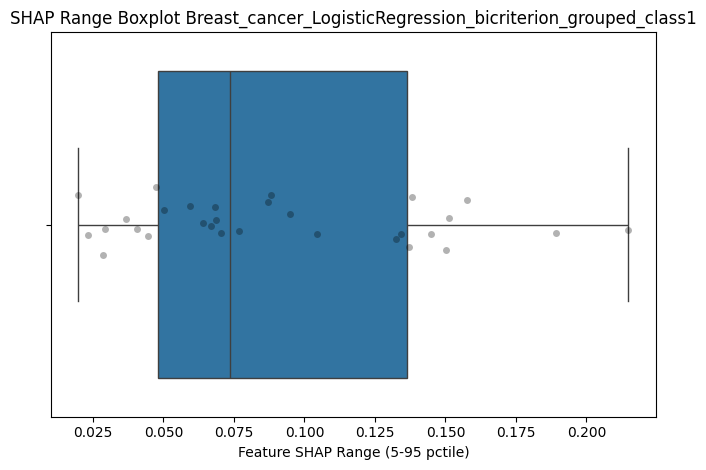 SHAP Range Boxplot Breast_cancer_LogisticRegression_bicriterion_grouped_class1
0.025 0.050 0.075 0.100 0.125 0.150 0.175 0.200
Feature SHAP Range (5-95 pctile)